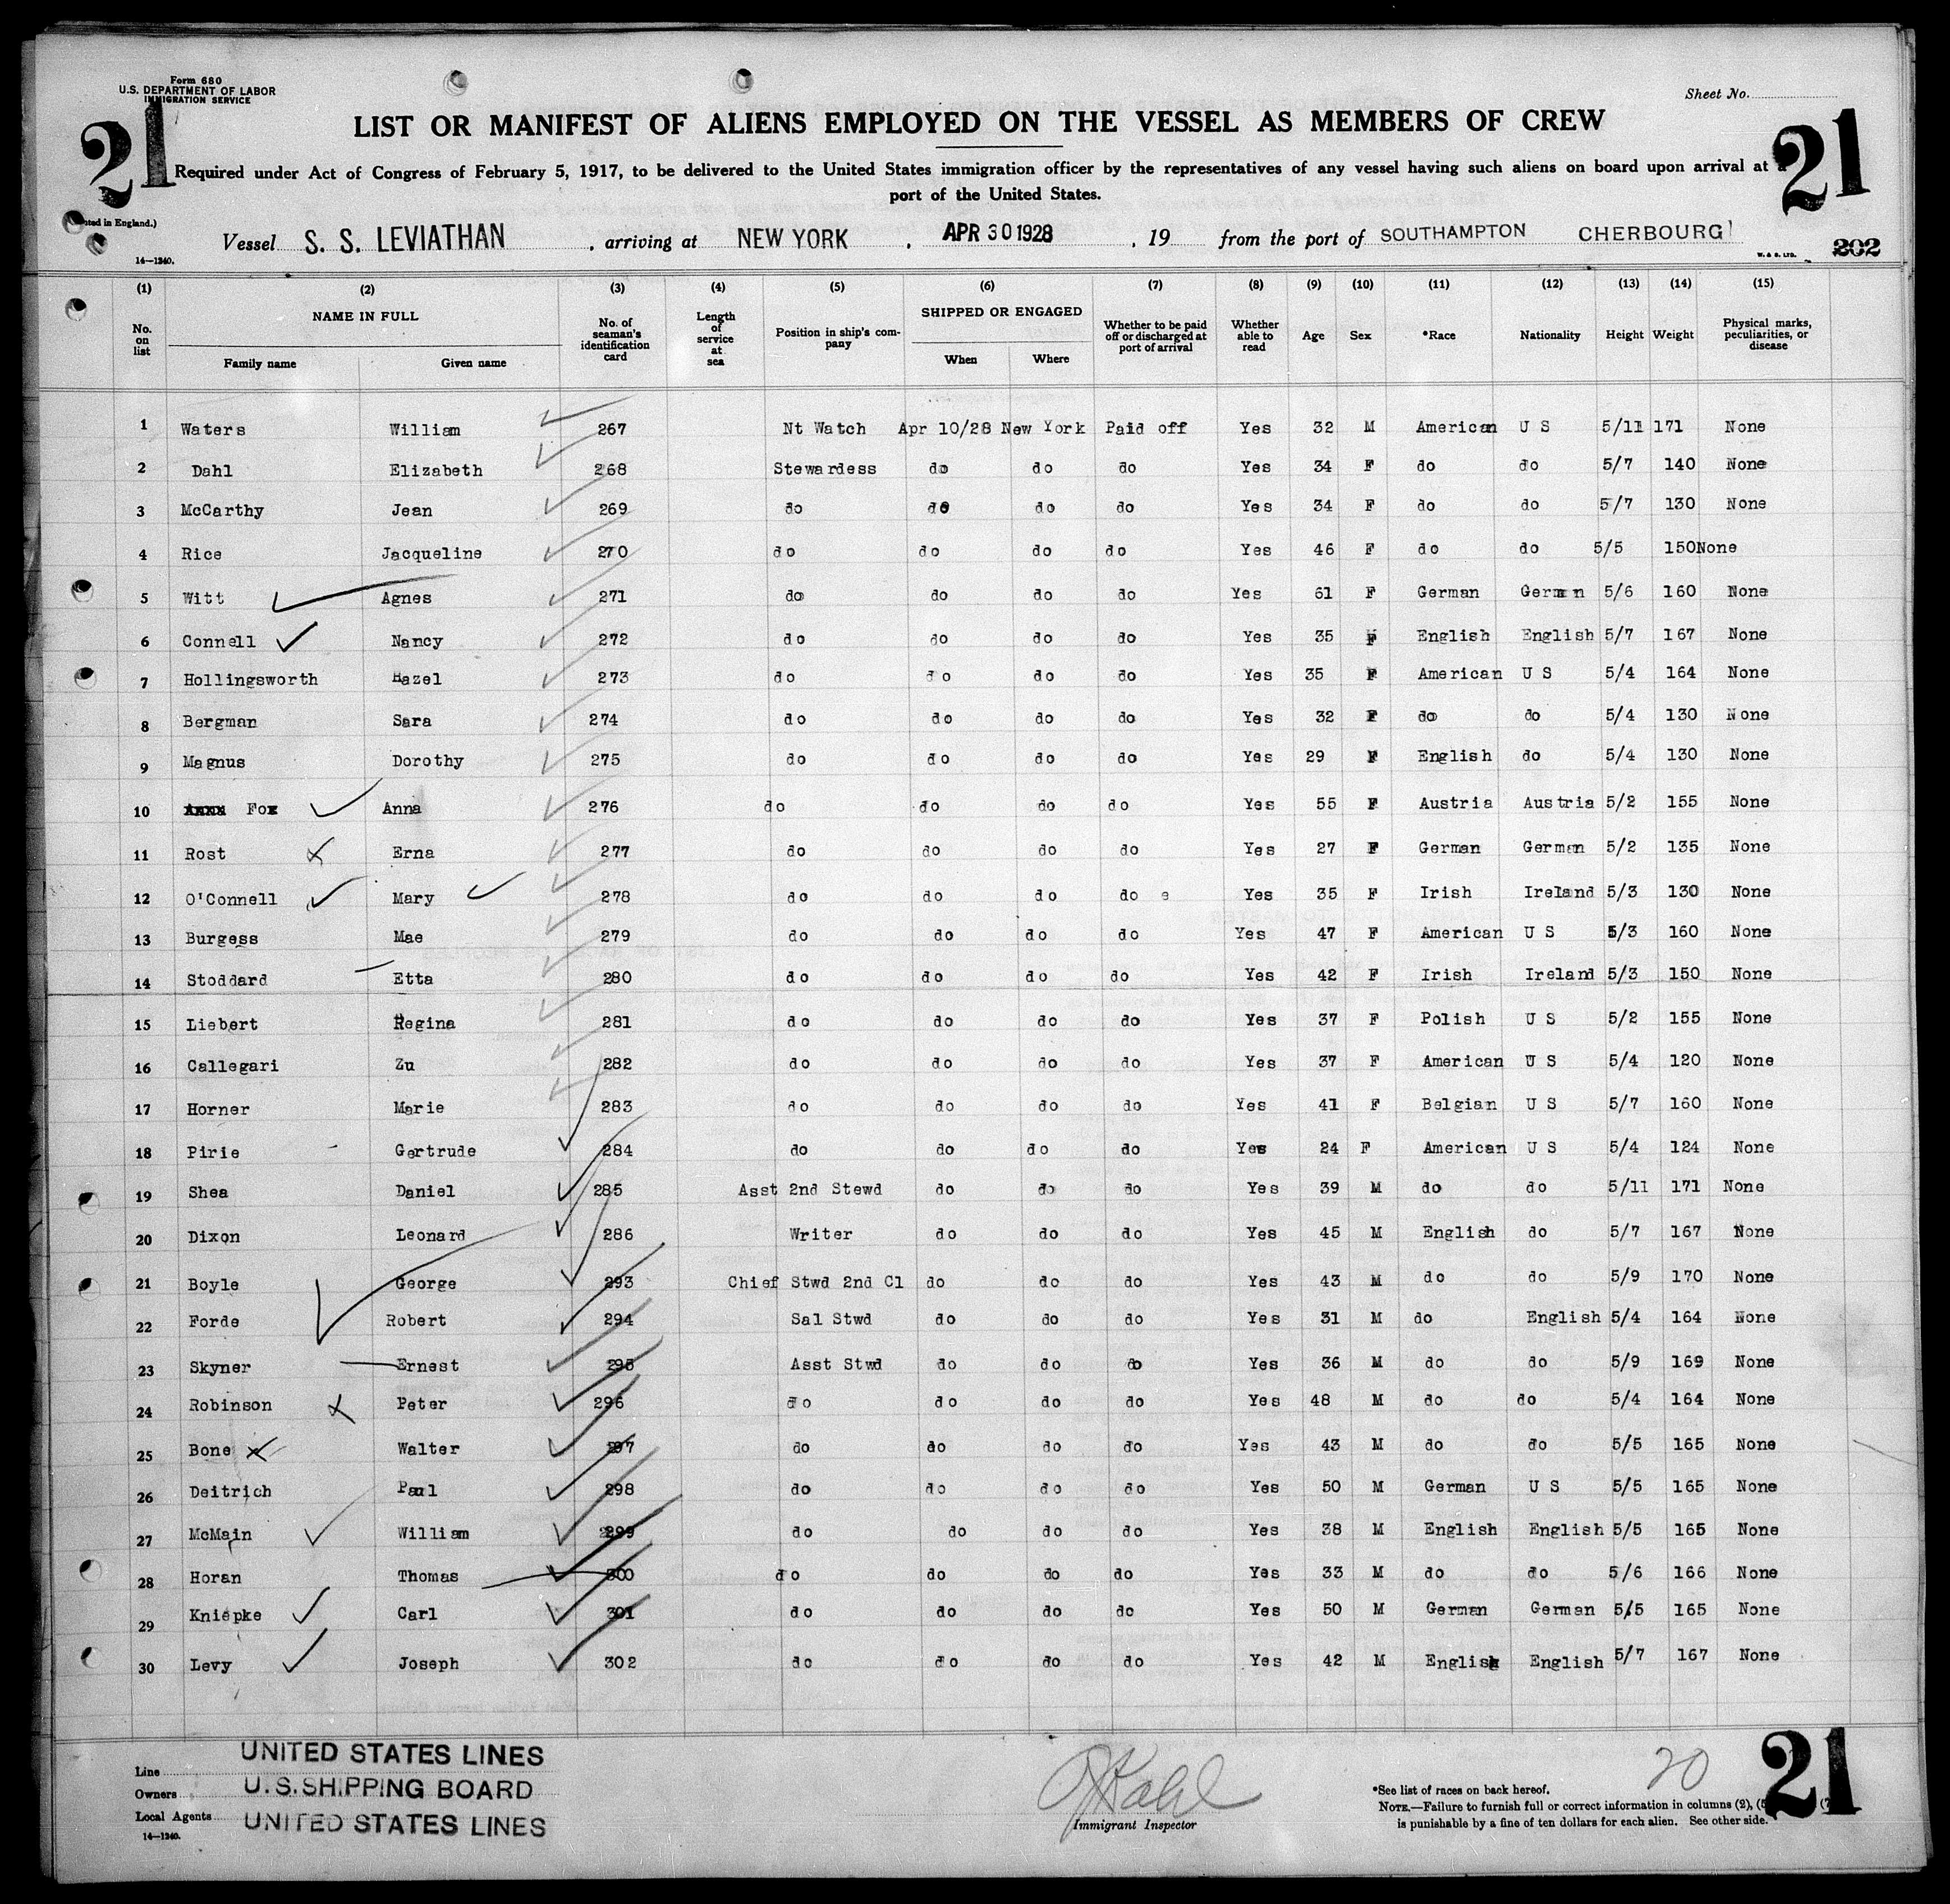 Form 680
U.S. DEPARTMENT OF LABOR
IMMIGRATION SERVICE
Sheet No.
21
21
LIST OR MANIFEST OF ALIENS EMPLOYED ON THE VESSEL AS MEMBERS OF CREW
Required under Act of Congress of February 5, 1917, to be delivered to the United States immigration officer by the representatives of any vessel having such aliens on board upon arrival at a
port of the United States.
in England.)
Vessel S. S. LEVIATHAN , arriving at NEW YORK , APR 30 1928 , 19 from the port of SOUTHAMPTON CHERBOURG
14—1240.
W. & S. LTD.
202
(1) (2) (3) (4) (5) (6) (7) (8) (9) (10) (11) (12) (13) (14) (15)
No. on list NAME IN FULL Family name Given name No. of seaman's identification card Length of service at sea Position in ship's company SHIPPED OR ENGAGED When Where Whether to be paid off or discharged at port of arrival Whether able to read Age Sex *Race Nationality Height Weight Physical marks, peculiarities, or disease
1 Waters William 267 Nt Watch Apr 10/28 New York Paid off Yes 32 M American U S 5/11 171 None
2 Dahl Elizabeth 268 Stewardess do do do Yes 34 F do do 5/7 140 None
3 McCarthy Jean 269 do do do do Yes 34 F do do 5/7 130 None
4 Rice Jacqueline 270 do do do do Yes 46 F do do 5/5 150 None
5 Witt Agnes 271 do do do do Yes 61 F German German 5/6 160 None
6 Connell Nancy 272 do do do do Yes 35 F English English 5/7 167 None
7 Hollingsworth Hazel 273 do do do do Yes 35 F American U S 5/4 164 None
8 Bergman Sara 274 do do do do Yes 32 F do do 5/4 130 None
9 Magnus Dorothy 275 do do do do Yes 29 F English do 5/4 130 None
10 Fox Anna 276 do do do do Yes 55 F Austria Austria 5/2 155 None
11 Rost Erna 277 do do do do Yes 27 F German German 5/2 135 None
12 O'Connell Mary 278 do do do do e Yes 35 F Irish Ireland 5/3 130 None
13 Burgess Mae 279 do do do do Yes 47 F American U S 5/3 160 None
14 Stoddard Etta 280 do do do do Yes 42 F Irish Ireland 5/3 150 None
15 Liebert Regina 281 do do do do Yes 37 F Polish U S 5/2 155 None
16 Callegari Zu 282 do do do do Yes 37 F American U S 5/4 120 None
17 Horner Marie 283 do do do do Yes 41 F Belgian U S 5/7 160 None
18 Pirie Gertrude 284 do do do do Yes 24 F American U S 5/4 124 None
19 Shea Daniel 285 Asst 2nd Stewd do do do Yes 39 M do do 5/11 171 None
20 Dixon Leonard 286 Writer do do do Yes 45 M English do 5/7 167 None
21 Boyle George 293 Chief Stwd 2nd Cl do do do Yes 43 M do do 5/9 170 None
22 Forde Robert 294 Sal Stwd do do do Yes 31 M do English 5/4 164 None
23 Skyner Ernest 295 Asst Stwd do do do Yes 36 M do do 5/9 169 None
24 Robinson Peter 296 do do do do Yes 48 M do do 5/4 164 None
25 Bone Walter 297 do do do do Yes 43 M do do 5/5 165 None
26 Deitrich Paul 298 do do do do Yes 50 M German U S 5/5 165 None
27 McMain William 299 do do do do Yes 38 M English English 5/5 165 None
28 Horan Thomas 300 do do do do Yes 33 M do do 5/6 166 None
29 Kniepke Carl 301 do do do do Yes 50 M German German 5/5 165 None
30 Levy Joseph 302 do do do do Yes 42 M English English 5/7 167 None
Line UNITED STATES LINES
Owners U.S. SHIPPING BOARD
Local Agents UNITED STATES LINES
14—1240.
Immigrant Inspector
20
21
*See list of races on back hereof.
NOTE.—Failure to furnish full or correct information in columns (2), (
is punishable by a fine of ten dollars for each alien. See other side.